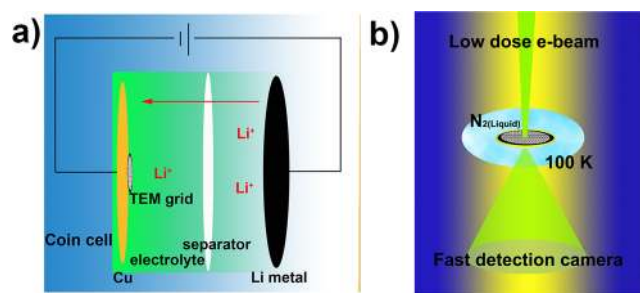 a)
Li⁺
Li⁺
Li⁺
TEM grid
Coin cell
separator
electrolyte
Cu
Li metal
b)
Low dose e-beam
N₂(Liquid)
100 K
Fast detection camera